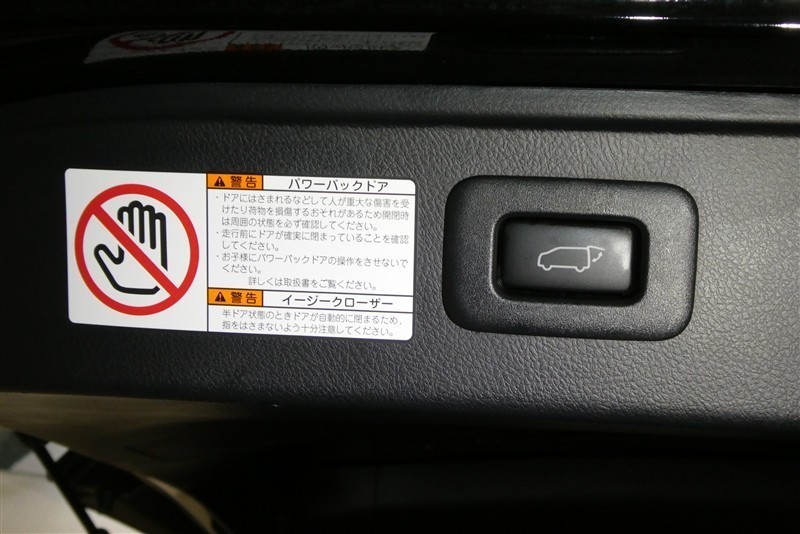 警告 パワーバックドア
・ドアにはさまれるなどして人が重大な傷害を受
けたり荷物を損傷するおそれがあるため開閉時
は周囲の状態を必ず確認してください。
・走行前にドアが確実に閉まっていることを確認
してください。
・お子様にパワーバックドアの操作をさせないで
ください。
詳しくは取扱書をご覧ください。
警告 イージークローザー
半ドア状態のときドアが自動的に閉まるため,
指をはさまないよう十分注意してください。